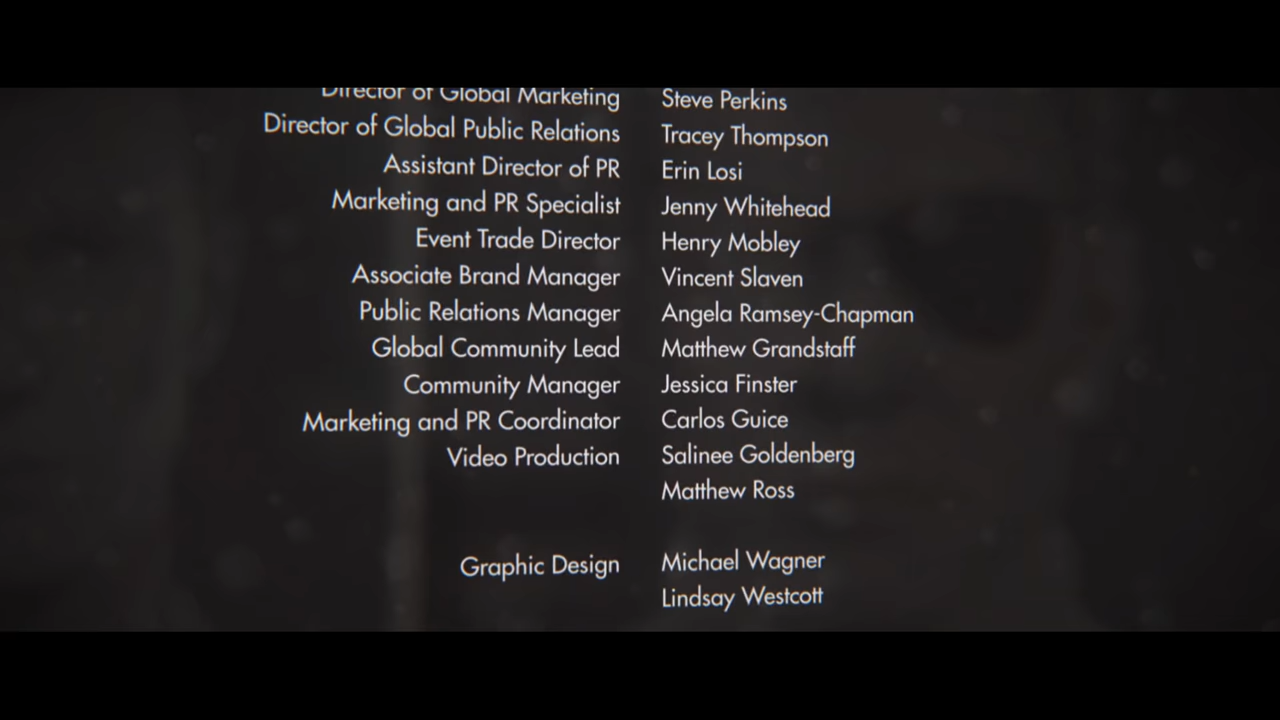 Director of Global Marketing Steve Perkins
Director of Global Public Relations Tracey Thompson
Assistant Director of PR Erin Losi
Marketing and PR Specialist Jenny Whitehead
Event Trade Director Henry Mobley
Associate Brand Manager Vincent Slaven
Public Relations Manager Angela Ramsey-Chapman
Global Community Lead Matthew Grandstaff
Community Manager Jessica Finster
Marketing and PR Coordinator Carlos Guice
Video Production Salinee Goldenberg
Matthew Ross
Graphic Design Michael Wagner
Lindsay Westcott